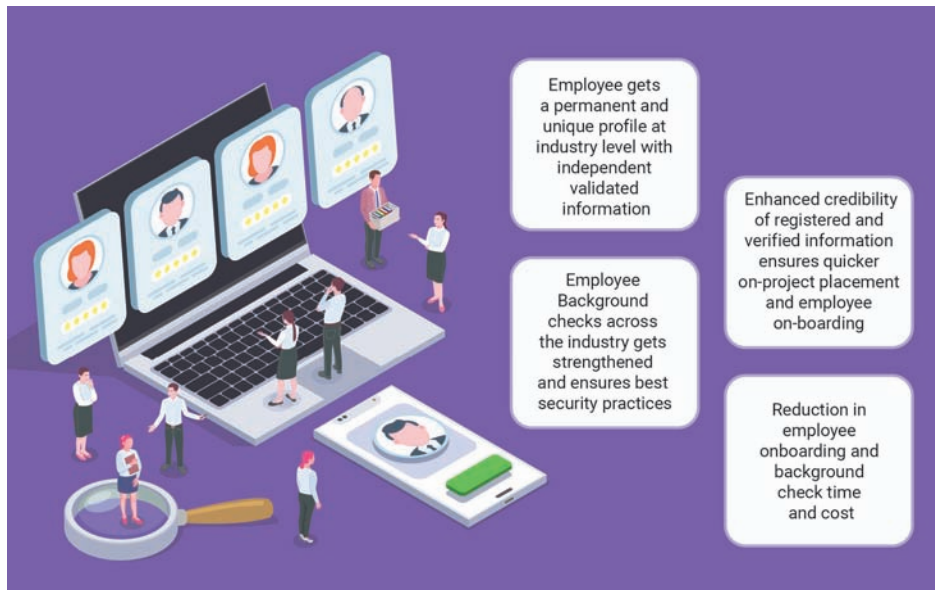 Employee gets
a permanent and
unique profile at
industry level with
independent
validated
information
Employee
Background
checks across
the industry gets
strengthened
and ensures best
security practices
Enhanced credibility
of registered and
verified information
ensures quicker
on-project placement
and employee
on-boarding
Reduction in
employee
onboarding and
background
check time
and cost